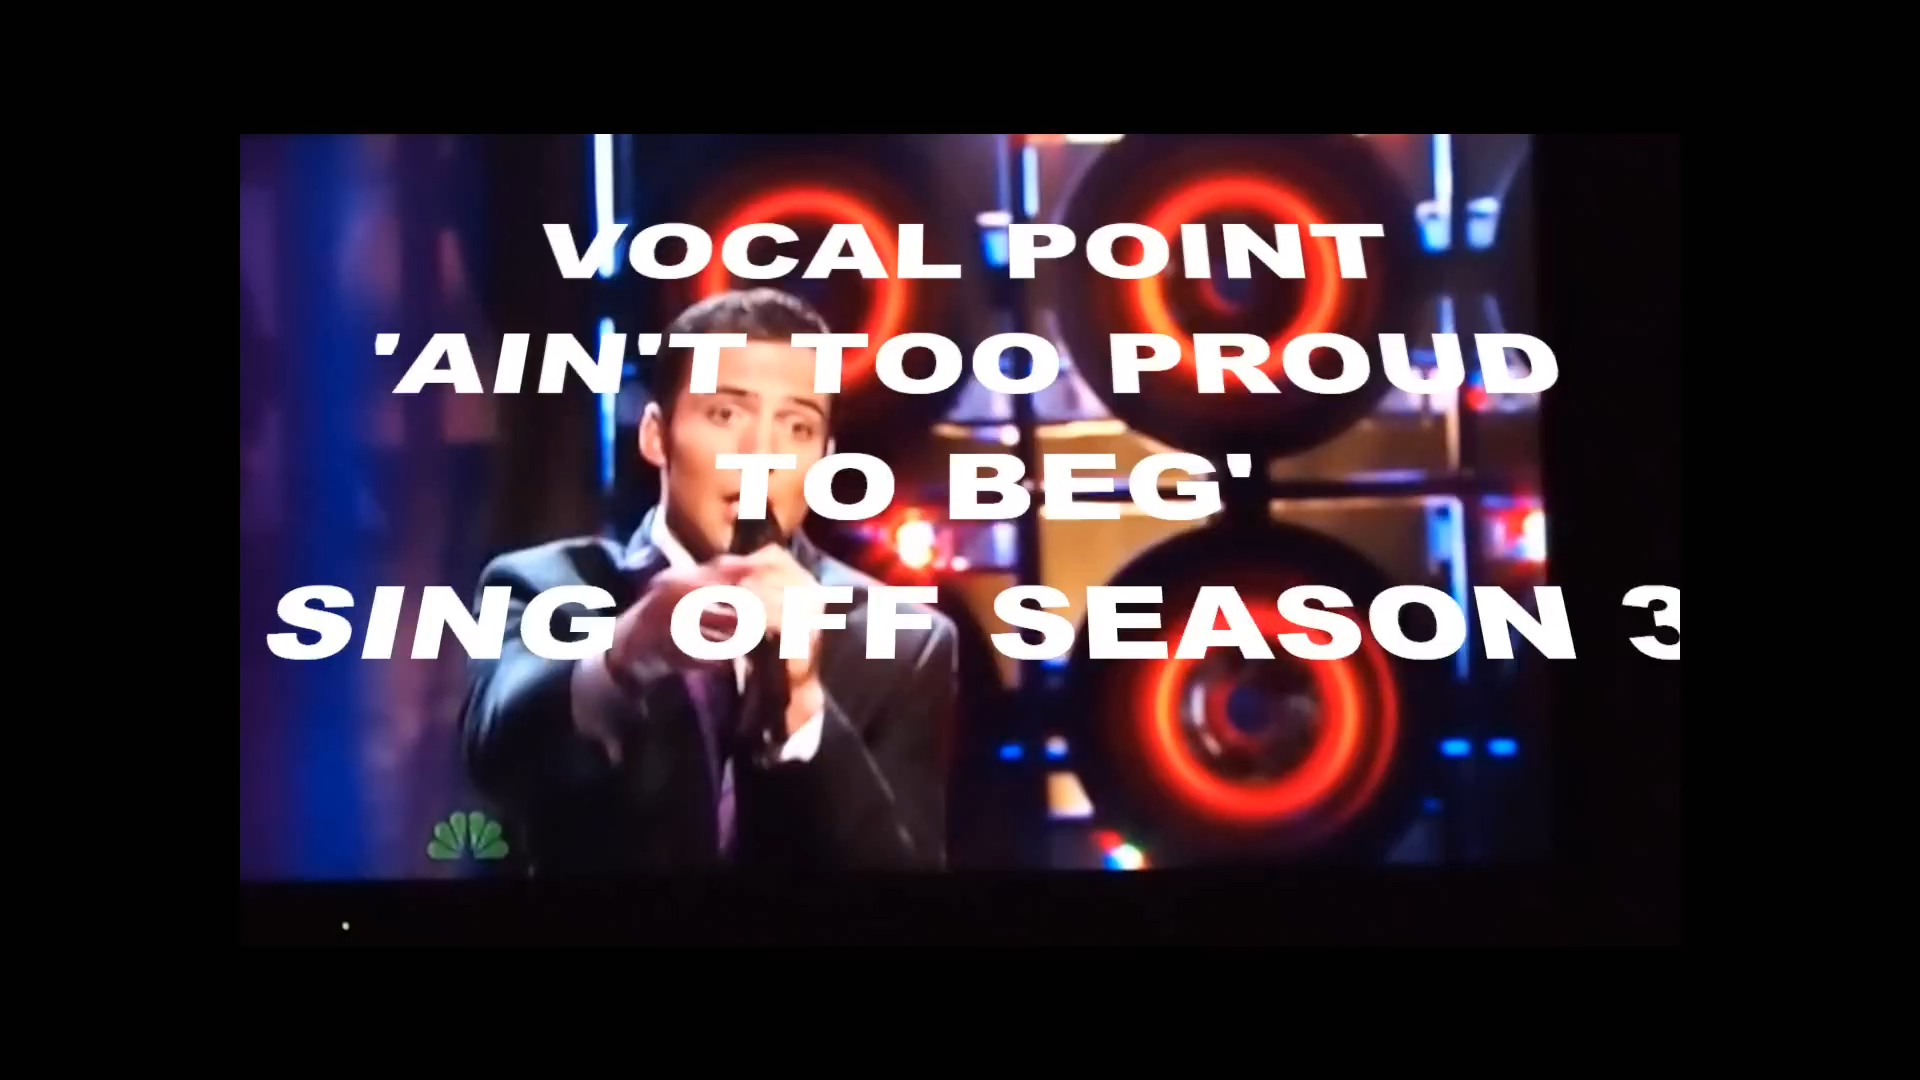 VOCAL POINT
'AIN'T TOO PROUD
TO BEG'
SING OFF SEASON 3